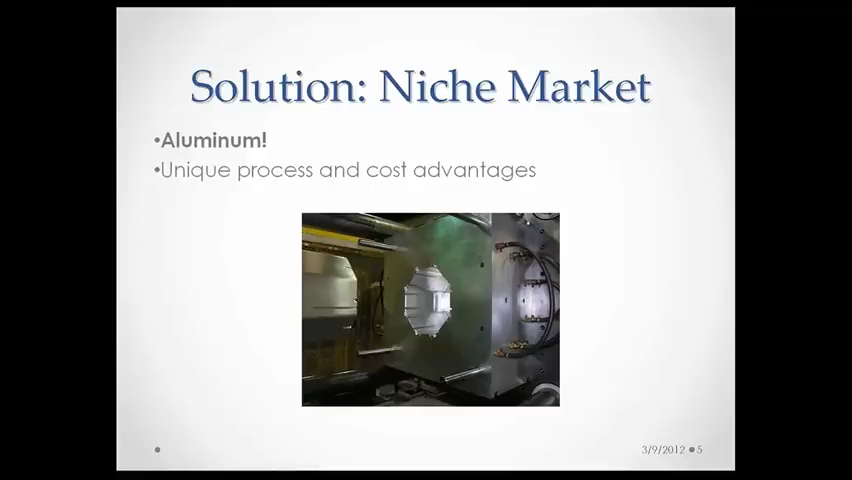 Solution: Niche Market
•Aluminum!
•Unique process and cost advantages
3/9/2012 ● 5